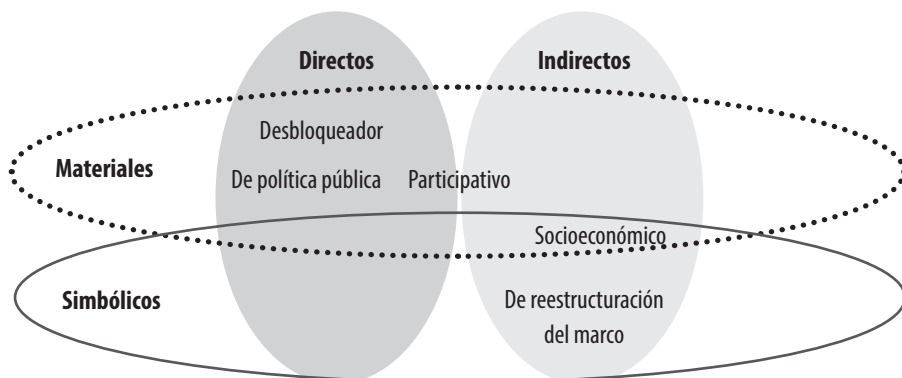 Directos Indirectos
Desbloqueador
Materiales De política pública Participativo
Socioeconómico
Simbólicos De reestructuración
del marco